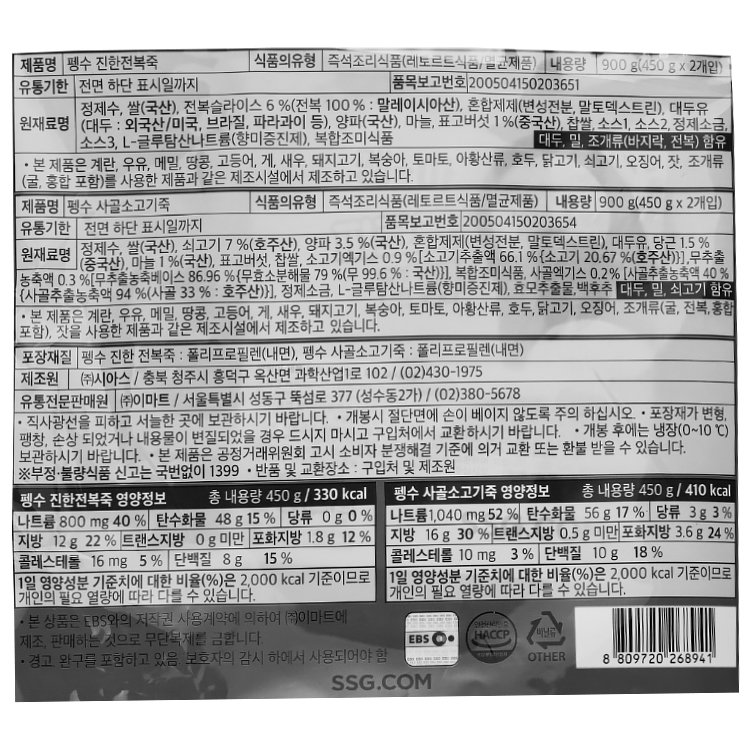 제품명 펭수 진한전복죽 식품의유형 즉석조리식품(레토르트식품/멸균제품) 내용량 900 g(450 g x 2개입)
유통기한 전면 하단 표시일까지 품목보고번호 200504150203651
원재료명 정제수, 쌀(국산), 전복슬라이스 6 %(전복 100 % : 말레이시아산), 혼합제제(변성전분, 말토덱스트린), 대두유
(대두 : 외국산/미국, 브라질, 파라과이 등), 양파(국산), 마늘, 표고버섯 1 %(중국산), 찹쌀, 소스1, 소스2, 정제소금,
소스3, L-글루탐산나트륨(향미증진제), 복합조미식품 대두, 밀, 조개류(바지락, 전복) 함유
• 본 제품은 계란, 우유, 메밀, 땅콩, 고등어, 게, 새우, 돼지고기, 복숭아, 토마토, 아황산류, 호두, 닭고기, 쇠고기, 오징어, 잣, 조개류
(굴, 홍합 포함)를 사용한 제품과 같은 제조시설에서 제조하고 있습니다.
제품명 펭수 사골소고기죽 식품의유형 즉석조리식품(레토르트식품/멸균제품) 내용량 900 g(450 g x 2개입)
유통기한 전면 하단 표시일까지 품목보고번호 200504150203654
원재료명 정제수, 쌀(국산), 쇠고기 7 %(호주산), 양파 3.5 %(국산), 혼합제제(변성전분, 말토덱스트린), 대두유, 당근 1.5 %
(중국산), 마늘 1 %(국산), 표고버섯, 찹쌀, 소고기엑기스 0.9 %[소고기추출액 66.1 %{소고기 20.67 %(호주산)}], 무추출
농축액 0.3 %[무추출농축베이스 86.96 %{무효소분해물 79 %(무 99.6 % : 국산)}], 복합조미식품, 사골엑기스 0.2 % [사골추출농축액 40 %
{사골추출농축액 94 %(사골 33 % : 호주산)}], 정제소금, L-글루탐산나트륨(향미증진제), 효모추출물, 백후추 대두, 밀, 쇠고기 함유
• 본 제품은 계란, 우유, 메밀, 땅콩, 고등어, 게, 새우, 돼지고기, 복숭아, 토마토, 아황산류, 호두, 닭고기, 오징어, 조개류(굴, 전복, 홍합
포함), 잣을 사용한 제품과 같은 제조시설에서 제조하고 있습니다.
포장재질 펭수 진한 전복죽 : 폴리프로필렌(내면), 펭수 사골소고기죽 : 폴리프로필렌(내면)
제조원 ㈜시아스 / 충북 청주시 흥덕구 옥산면 과학산업1로 102 / (02)430-1975
유통전문판매원 ㈜이마트 / 서울특별시 성동구 뚝섬로 377 (성수동2가) / (02)380-5678
• 직사광선을 피하고 서늘한 곳에 보관하시기 바랍니다. • 개봉시 절단면에 손이 베이지 않도록 주의 하십시오. • 포장재가 변형,
팽창, 손상 되었거나 내용물이 변질되었을 경우 드시지 마시고 구입처에서 교환하시기 바랍니다. • 개봉 후에는 냉장(0~10 ℃)
보관하시기 바랍니다. • 본 제품은 공정거래위원회 고시 소비자 분쟁해결 기준에 의거 교환 또는 환불 받을 수 있습니다.
※부정·불량식품 신고는 국번없이 1399 • 반품 및 교환장소 : 구입처 및 제조원
펭수 진한전복죽 영양정보 총 내용량 450 g / 330 kcal
나트륨 800 mg 40 % 탄수화물 48 g 15 % 당류 0 g 0 %
지방 12 g 22 % 트랜스지방 0 g 미만 포화지방 1.8 g 12 %
콜레스테롤 16 mg 5 % 단백질 8 g 15 %
1일 영양성분 기준치에 대한 비율(%)은 2,000 kcal 기준이므로
개인의 필요 열량에 따라 다를 수 있습니다.
펭수 사골소고기죽 영양정보 총 내용량 450 g / 410 kcal
나트륨 1,040 mg 52 % 탄수화물 56 g 17 % 당류 3 g 3 %
지방 16 g 30 % 트랜스지방 0.5 g 미만 포화지방 3.6 g 24 %
콜레스테롤 10 mg 3 % 단백질 10 g 18 %
1일 영양성분 기준치에 대한 비율(%)은 2,000 kcal 기준이므로
개인의 필요 열량에 따라 다를 수 있습니다.
• 본 상품은 EBS와의 저작권 사용계약에 의하여 ㈜이마트에
제조, 판매하는 것으로 무단복제를 금합니다.
• 경고. 완구를 포함하고 있음. 보호자의 감시 하에서 사용되어야 함
EBS
HACCP
비닐류
OTHER
8 809720 268941
SSG.COM